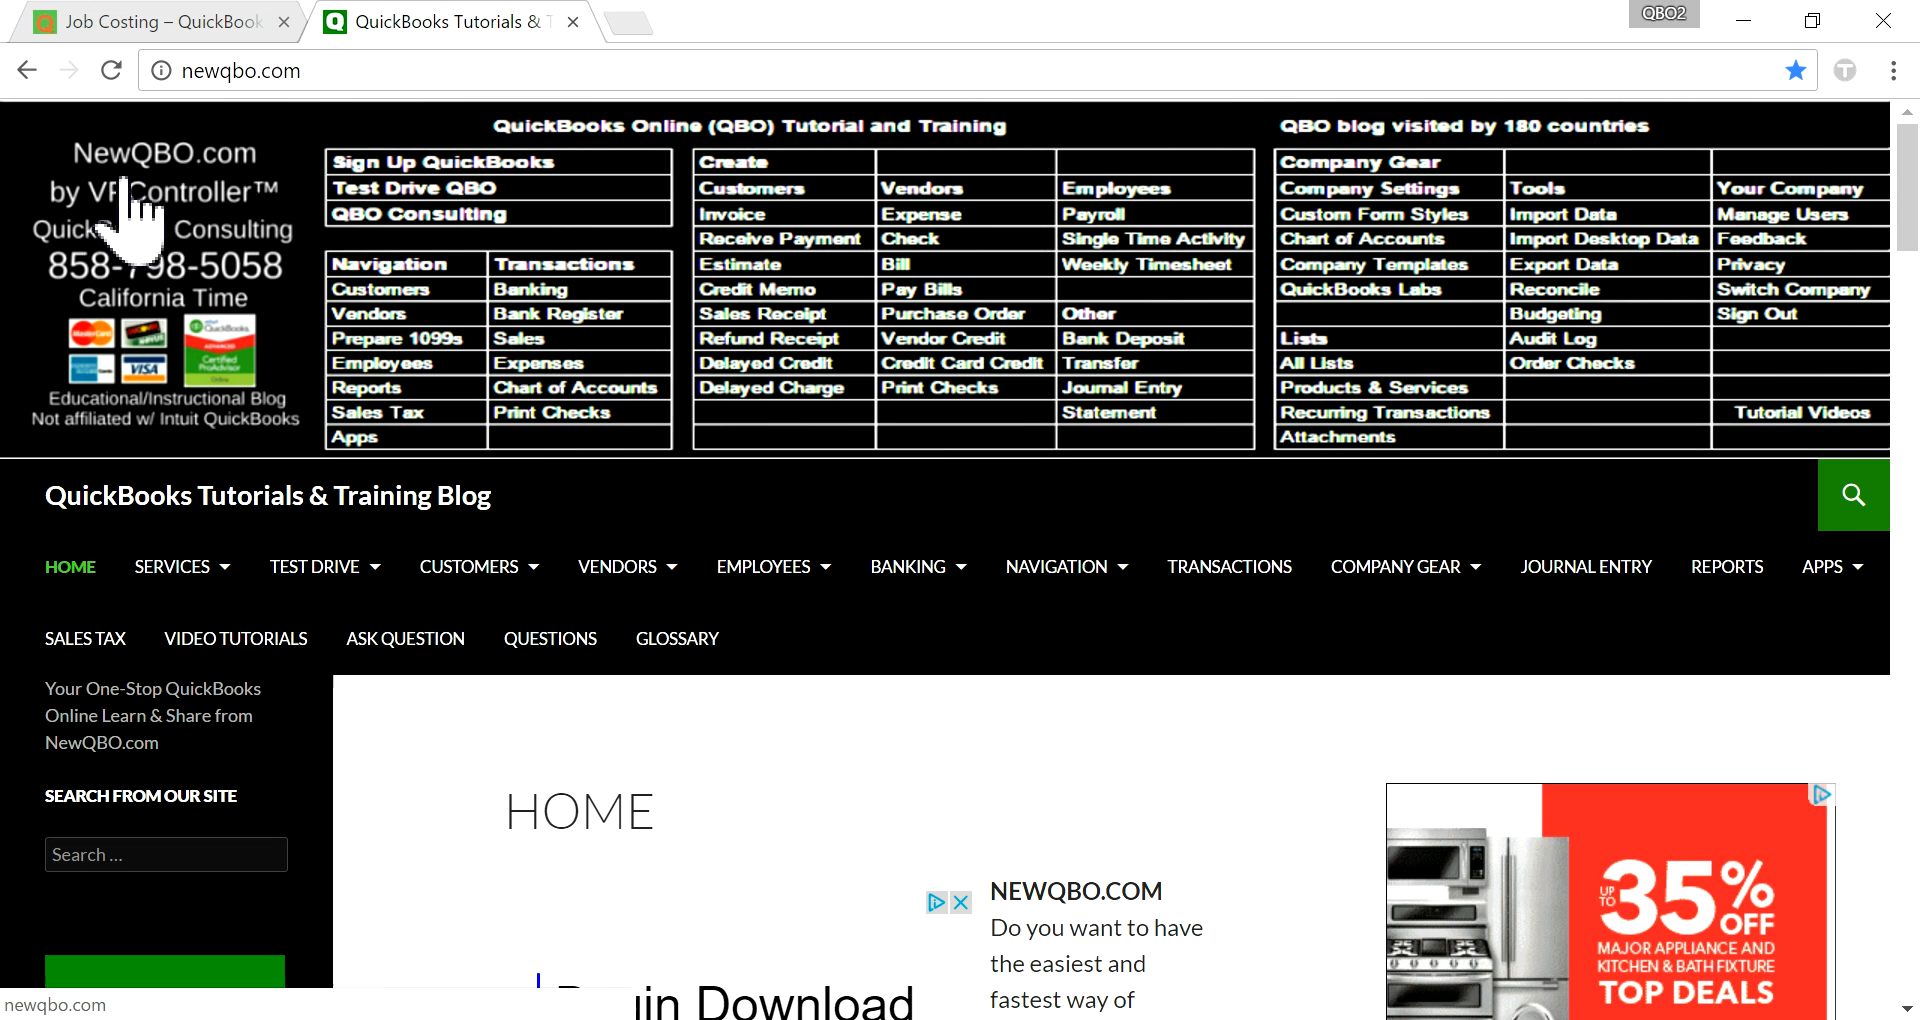 Job Costing – QuickBook
QuickBooks Tutorials &
QBO2
newqbo.com
NewQBO.com
by Controller™
Consulting
858-798-5058
California Time
MasterCard
VISA
QuickBooks
ADVANCED
Certified
ProAdvisor
Online
Educational/Instructional Blog
Not affiliated w/ Intuit QuickBooks
QuickBooks Online (QBO) Tutorial and Training
Sign Up QuickBooks
Test Drive QBO
QBO Consulting
Navigation Transactions
Customers Banking
Vendors Bank Register
Prepare 1099s Sales
Employees Expenses
Reports Chart of Accounts
Sales Tax Print Checks
Apps
Create
Customers Vendors Employees
Invoice Expense Payroll
Receive Payment Check Single Time Activity
Estimate Bill Weekly Timesheet
Credit Memo Pay Bills
Sales Receipt Purchase Order Other
Refund Receipt Vendor Credit Bank Deposit
Delayed Credit Credit Card Credit Transfer
Delayed Charge Print Checks Journal Entry
Statement
QBO blog visited by 180 countries
Company Gear
Company Settings Tools Your Company
Custom Form Styles Import Data Manage Users
Chart of Accounts Import Desktop Data Feedback
Company Templates Export Data Privacy
QuickBooks Labs Reconcile Switch Company
Budgeting Sign Out
Lists Audit Log
All Lists Order Checks
Products & Services
Recurring Transactions Tutorial Videos
Attachments
QuickBooks Tutorials & Training Blog
HOME SERVICES TEST DRIVE CUSTOMERS VENDORS EMPLOYEES BANKING NAVIGATION TRANSACTIONS COMPANY GEAR JOURNAL ENTRY REPORTS APPS
SALES TAX VIDEO TUTORIALS ASK QUESTION QUESTIONS GLOSSARY
Your One-Stop QuickBooks
Online Learn & Share from
NewQBO.com
SEARCH FROM OUR SITE
Search ...
HOME
NEWQBO.COM
Do you want to have
the easiest and
fastest way of
Download
UP TO 35% OFF
MAJOR APPLIANCE AND
KITCHEN & BATH FIXTURE
TOP DEALS
newqbo.com